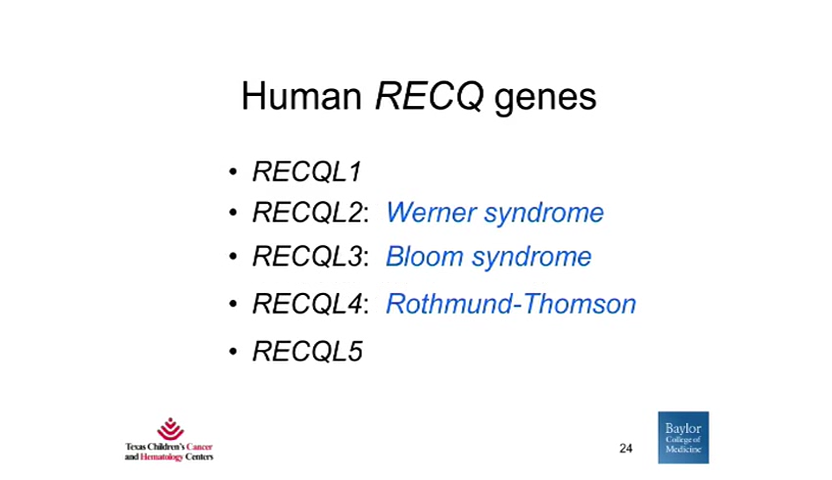 Human RECQ genes
• RECQL1
• RECQL2: Werner syndrome
• RECQL3: Bloom syndrome
• RECQL4: Rothmund-Thomson
• RECQL5
Texas Children's Cancer
and Hematology Centers
24
Baylor
College of
Medicine